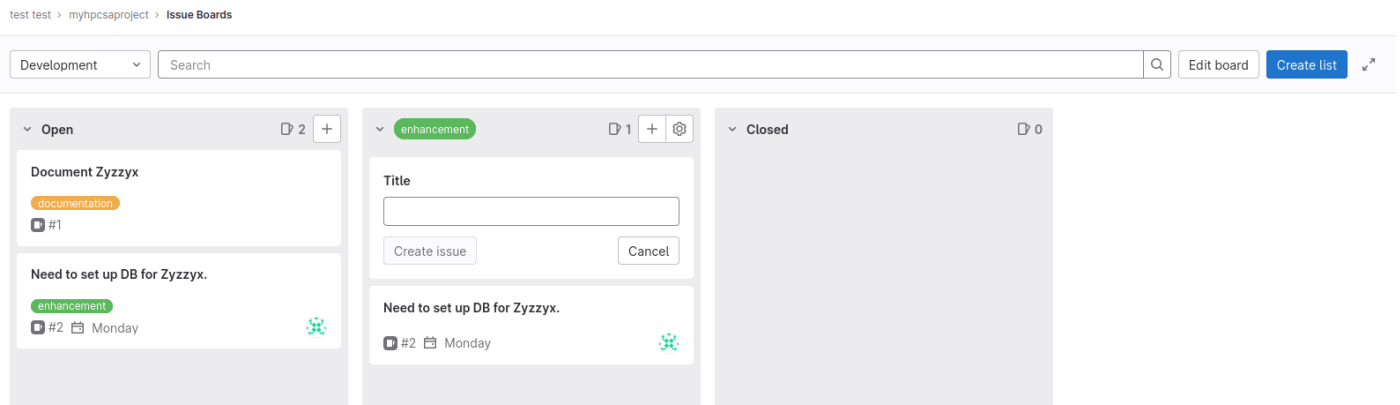 test test > myhpcsaproject > Issue Boards
Development
Search
Edit board
Create list
Open
2
Document Zyzzyx
documentation
#1
Need to set up DB for Zyzzyx.
enhancement
#2 Monday
enhancement
1
Title
Create issue
Cancel
Need to set up DB for Zyzzyx.
#2 Monday
Closed
0